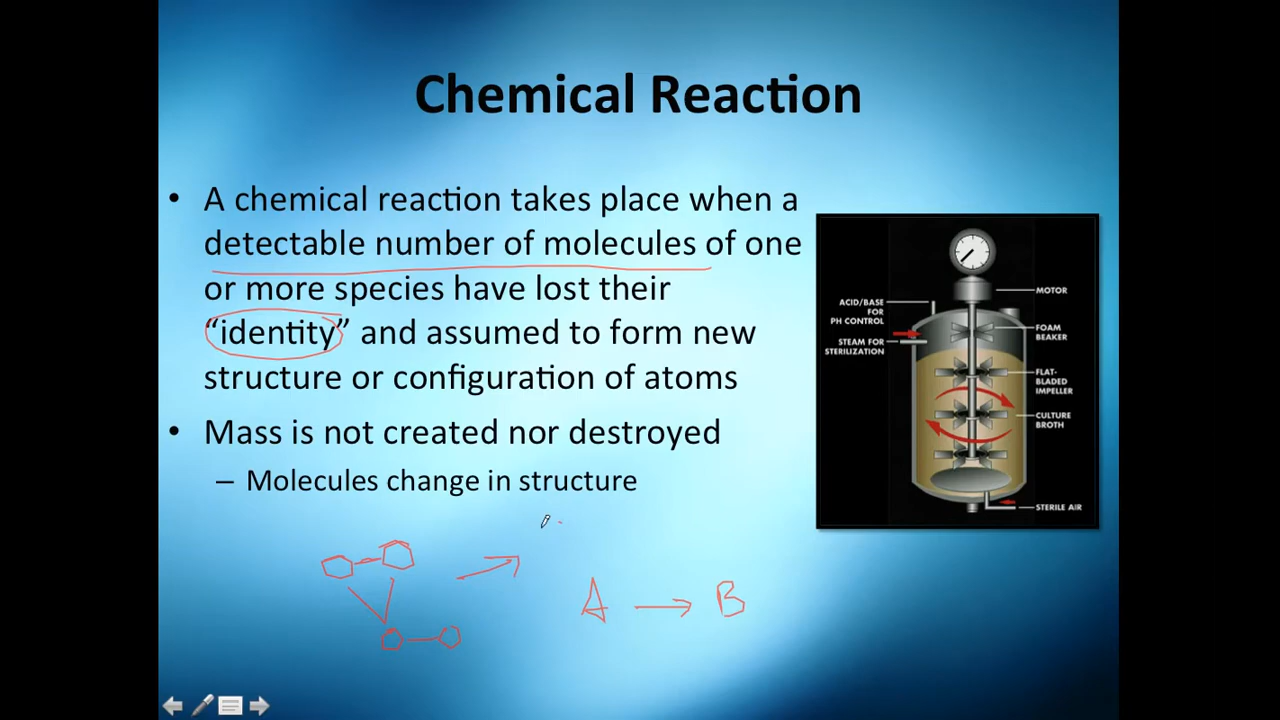 Chemical Reaction
• A chemical reaction takes place when a
detectable number of molecules of one
or more species have lost their
“identity” and assumed to form new
structure or configuration of atoms
• Mass is not created nor destroyed
– Molecules change in structure
A → B
MOTOR
ACID/BASE
FOR
PH CONTROL
STEAM FOR
STERILIZATION
FOAM
BEAKER
FLAT-
BLADED
IMPELLER
CULTURE
BROTH
STERILE AIR